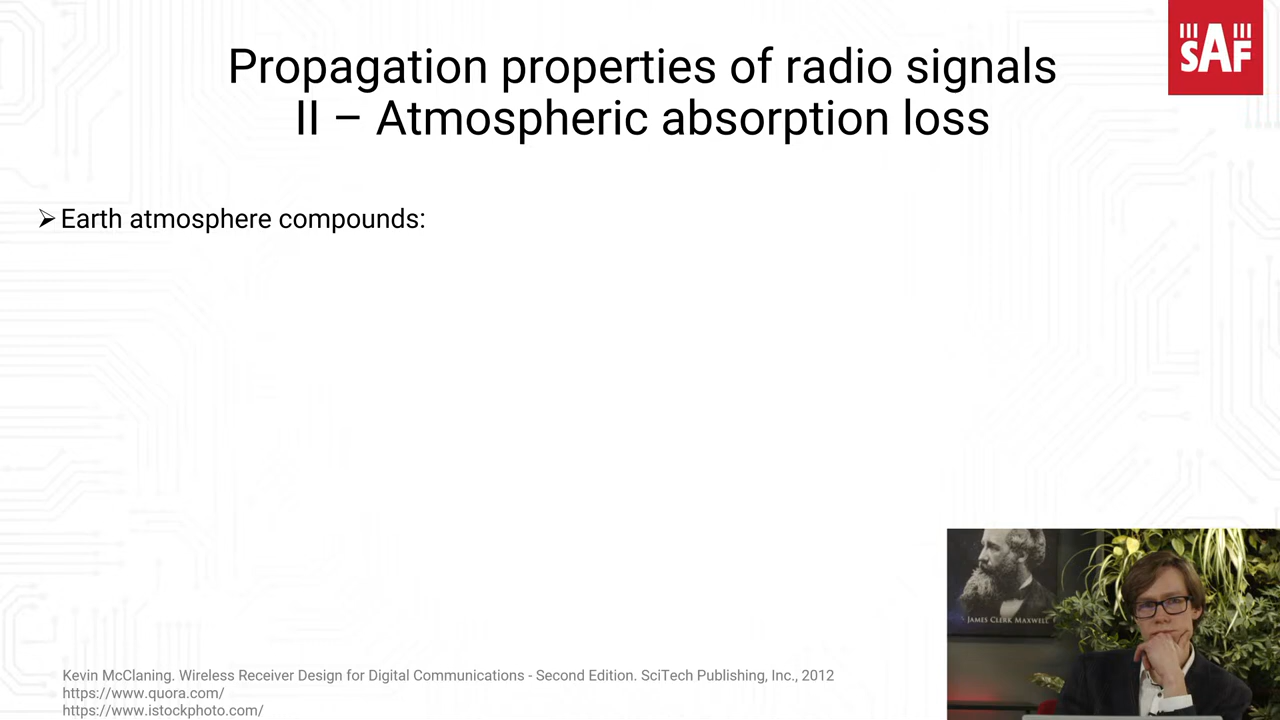 Propagation properties of radio signals
II – Atmospheric absorption loss
SAF
➢ Earth atmosphere compounds:
JAMES CLERK MAXWELL
Kevin McClaning. Wireless Receiver Design for Digital Communications - Second Edition. SciTech Publishing, Inc., 2012
https://www.quora.com/
https://www.istockphoto.com/